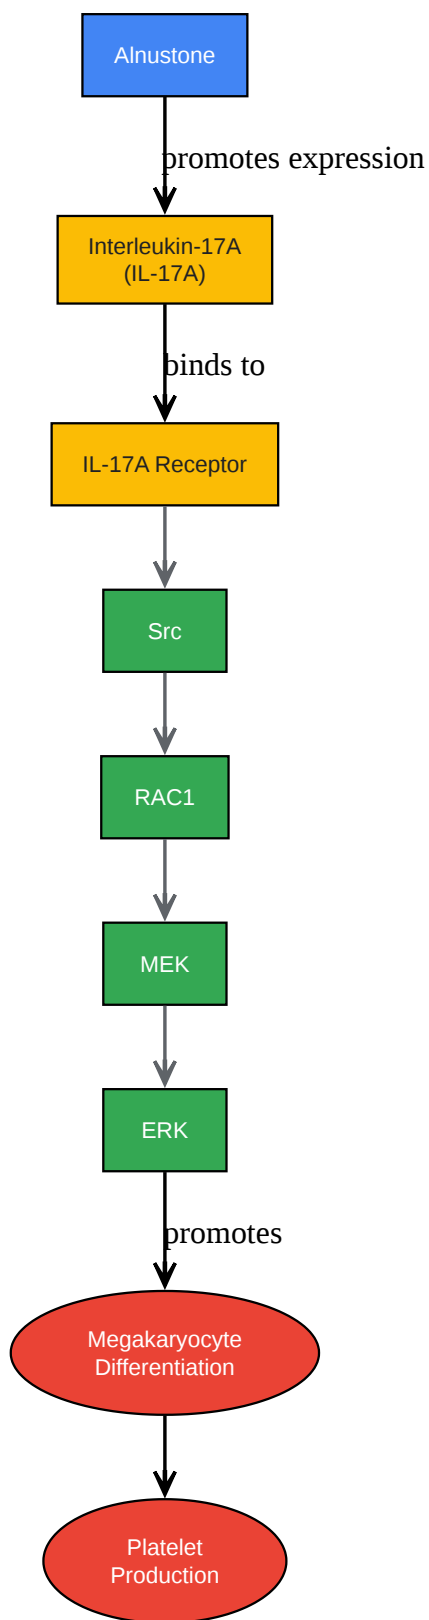 Alnustone
promotes expression
Interleukin-17A
(IL-17A)
binds to
IL-17A Receptor
Src
RAC1
MEK
ERK
promotes
Megakaryocyte
Differentiation
Platelet
Production